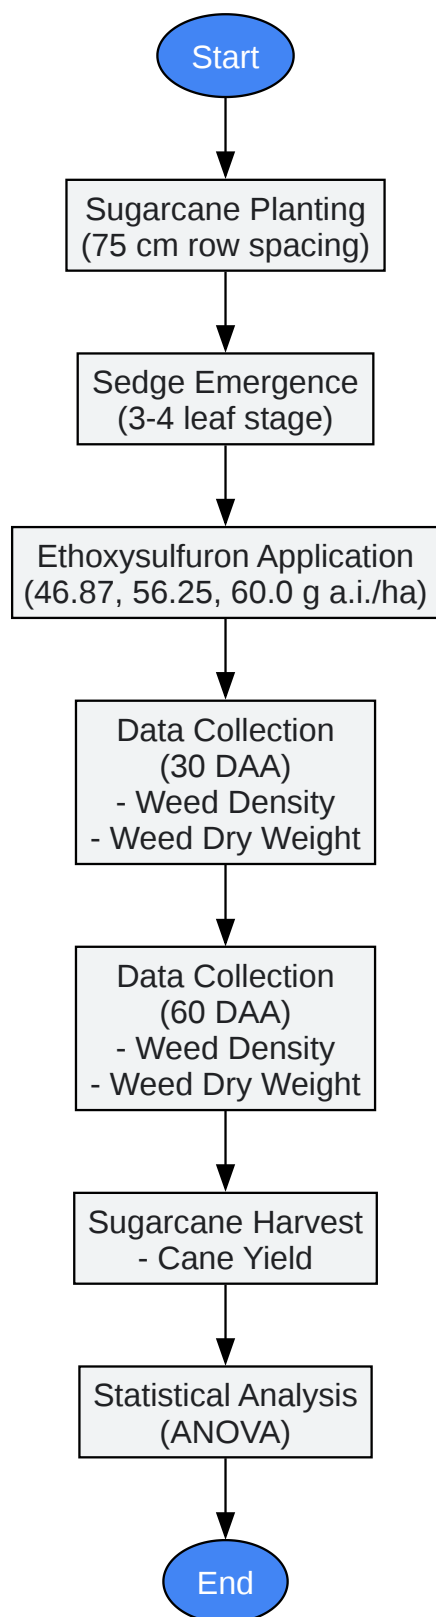 Start
Sugarcane Planting
(75 cm row spacing)
Sedge Emergence
(3-4 leaf stage)
Ethoxysulfuron Application
(46.87, 56.25, 60.0 g a.i./ha)
Data Collection
(30 DAA)
- Weed Density
- Weed Dry Weight
Data Collection
(60 DAA)
- Weed Density
- Weed Dry Weight
Sugarcane Harvest
- Cane Yield
Statistical Analysis
(ANOVA)
End